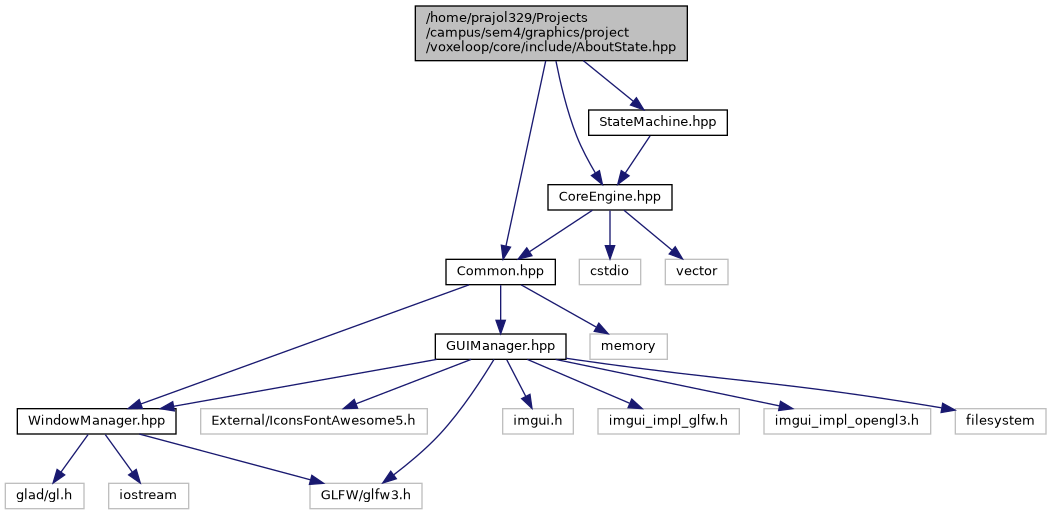 /home/prajol329/Projects
/campus/sem4/graphics/project
/voxeloop/core/include/AboutState.hpp
StateMachine.hpp
CoreEngine.hpp
Common.hpp
cstdio
vector
GUIManager.hpp
memory
WindowManager.hpp
External/IconsFontAwesome5.h
imgui.h
imgui_impl_glfw.h
imgui_impl_opengl3.h
filesystem
glad/gl.h
iostream
GLFW/glfw3.h